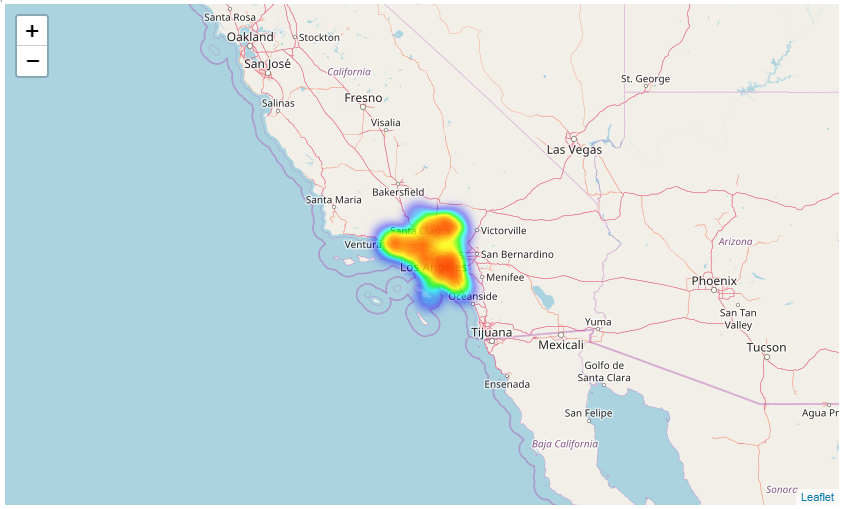 +
−
Santa Rosa
Oakland
Stockton
San José
California
St. George
Salinas
Fresno
Visalia
Las Vegas
Bakersfield
Santa Maria
Santa Clarita
Victorville
Ventura
Arizona
San Bernardino
Los Angeles
Menifee
Phoenix
Oceanside
San Tan
Valley
Yuma
Tijuana
Mexicali
Tucson
Golfo de
Santa Clara
Ensenada
San Felipe
Agua Pr
Baja California
Sonora
Leaflet